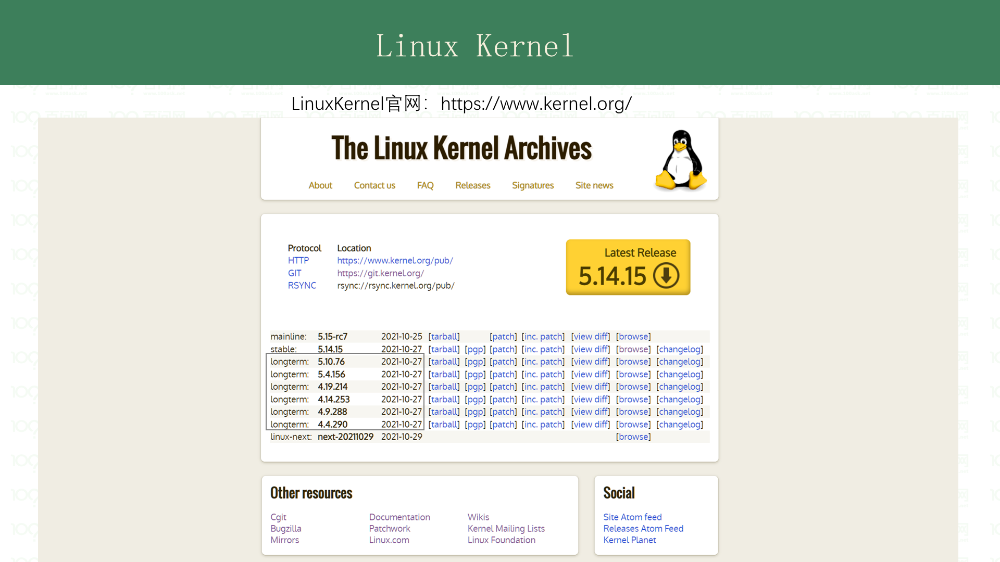 Linux Kernel
LinuxKernel官网：https://www.kernel.org/
The Linux Kernel Archives
About Contact us FAQ Releases Signatures Site news
Protocol Location
HTTP https://www.kernel.org/pub/
GIT https://git.kernel.org/
RSYNC rsync://rsync.kernel.org/pub/
Latest Release
5.14.15
mainline: 5.15-rc7 2021-10-25 [tarball] [patch] [inc. patch] [view diff] [browse]
stable: 5.14.15 2021-10-27 [tarball] [pgp] [patch] [inc. patch] [view diff] [browse] [changelog]
longterm: 5.10.76 2021-10-27 [tarball] [pgp] [patch] [inc. patch] [view diff] [browse] [changelog]
longterm: 5.4.156 2021-10-27 [tarball] [pgp] [patch] [inc. patch] [view diff] [browse] [changelog]
longterm: 4.19.214 2021-10-27 [tarball] [pgp] [patch] [inc. patch] [view diff] [browse] [changelog]
longterm: 4.14.253 2021-10-27 [tarball] [pgp] [patch] [inc. patch] [view diff] [browse] [changelog]
longterm: 4.9.288 2021-10-27 [tarball] [pgp] [patch] [inc. patch] [view diff] [browse] [changelog]
longterm: 4.4.290 2021-10-27 [tarball] [pgp] [patch] [inc. patch] [view diff] [browse] [changelog]
linux-next: next-20211029 2021-10-29 [browse]
Other resources
Cgit Documentation Wikis
Bugzilla Patchwork Kernel Mailing Lists
Mirrors Linux.com Linux Foundation
Social
Site Atom feed
Releases Atom Feed
Kernel Planet